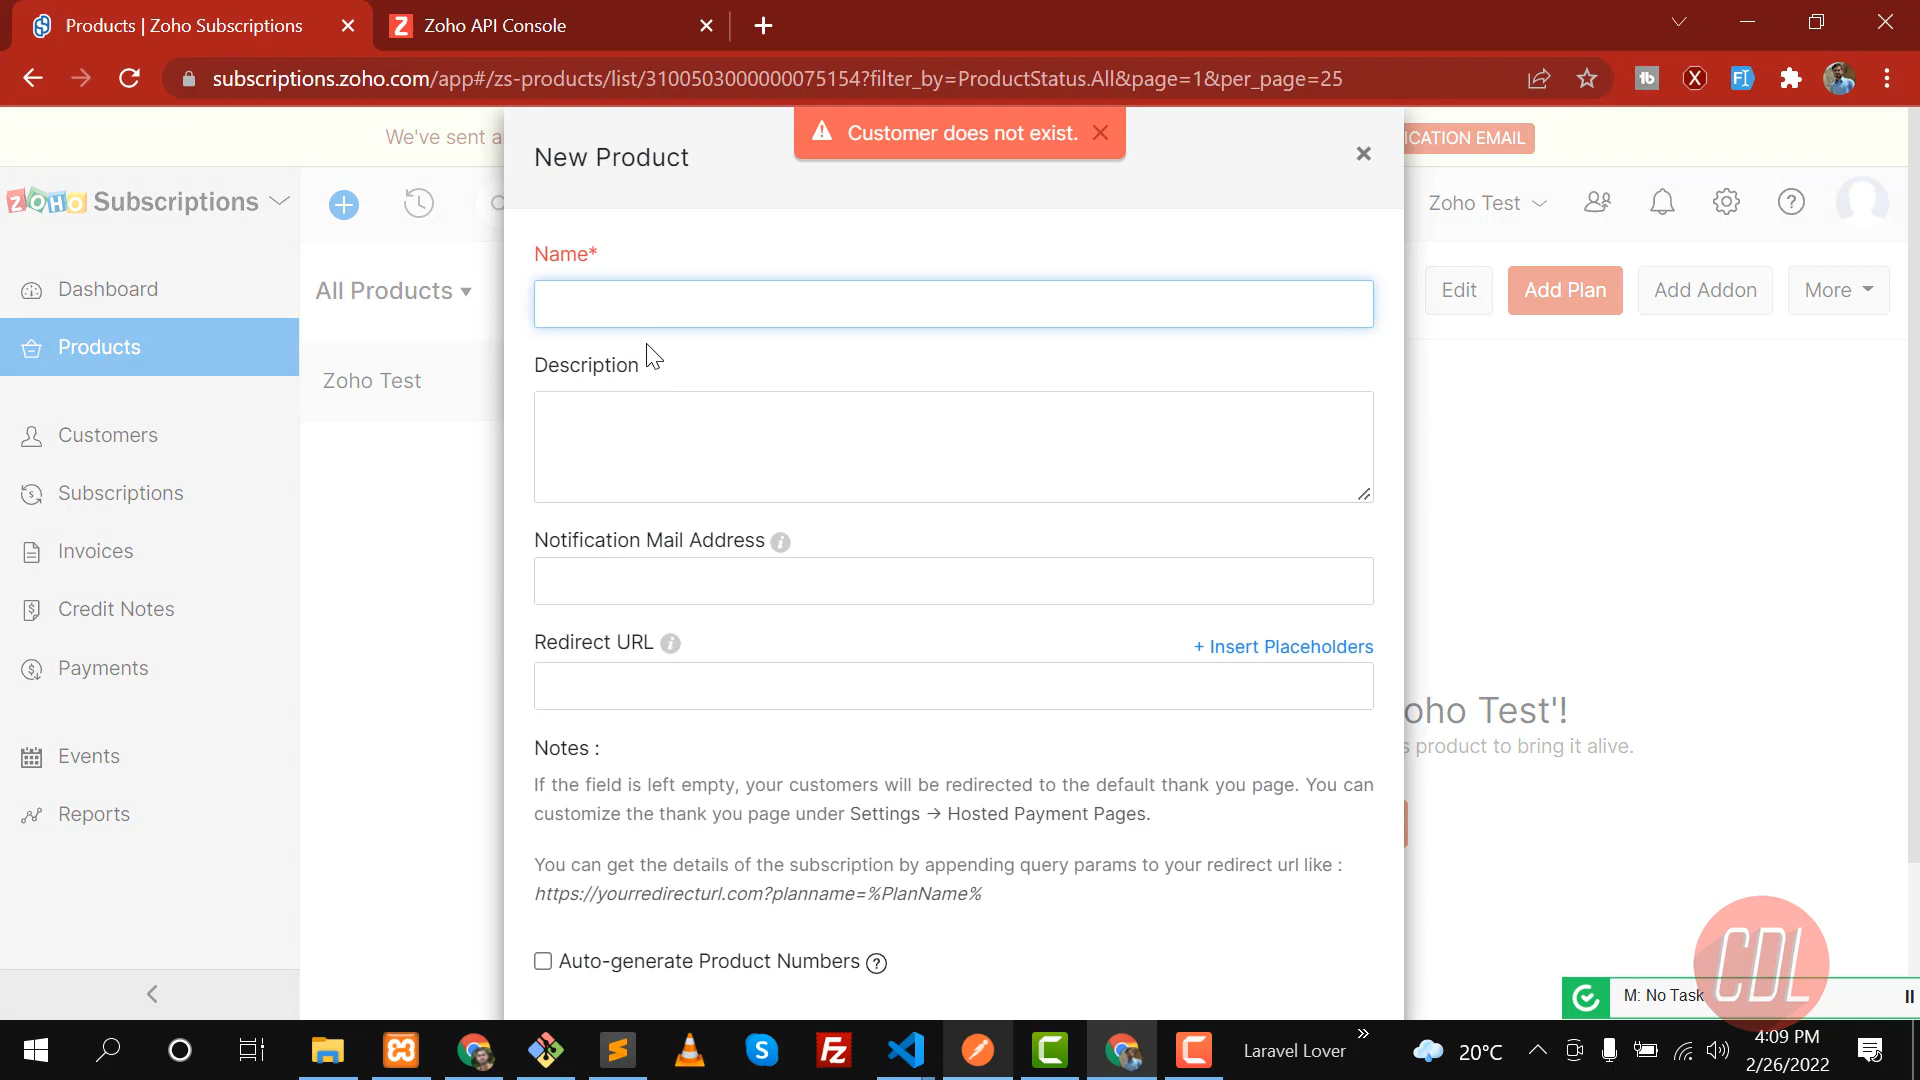 Products | Zoho Subscriptions
Zoho API Console
subscriptions.zoho.com/app#/zs-products/list/3100503000000075154?filter_by=ProductStatus.All&page=1&per_page=25
We've sent a
Customer does not exist.
ICATION EMAIL
New Product
ZOHO Subscriptions
Zoho Test
Dashboard
Products
Customers
Subscriptions
Invoices
Credit Notes
Payments
Events
Reports
All Products
Zoho Test
Edit
Add Plan
Add Addon
More
Name*
Description
Notification Mail Address
Redirect URL
+ Insert Placeholders
Notes :
If the field is left empty, your customers will be redirected to the default thank you page. You can
customize the thank you page under Settings → Hosted Payment Pages.
You can get the details of the subscription by appending query params to your redirect url like :
https://yourredirecturl.com?planname=%PlanName%
Auto-generate Product Numbers
oho Test'!
s product to bring it alive.
M: No Task
CDL
Laravel Lover
20°C
4:09 PM
2/26/2022